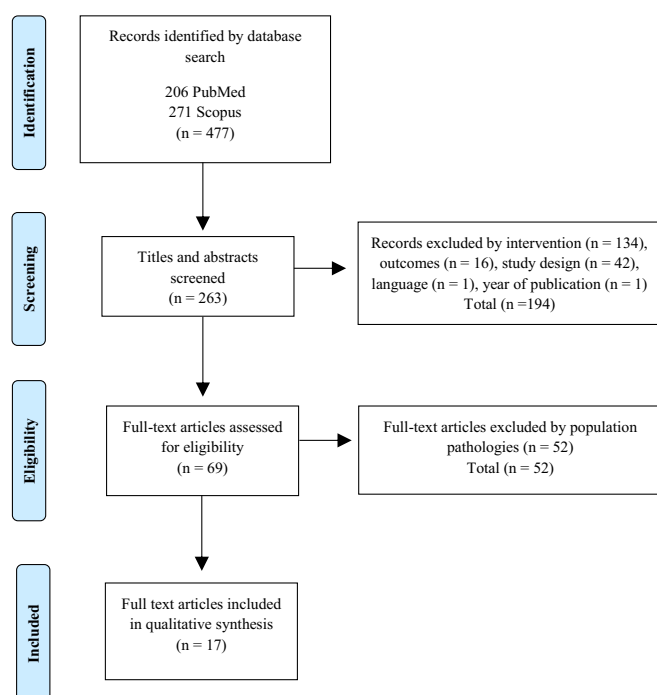 Identification
Records identified by database
search
206 PubMed
271 Scopus
(n = 477)
Screening
Titles and abstracts
screened
(n = 263)
Records excluded by intervention (n = 134),
outcomes (n = 16), study design (n = 42),
language (n = 1), year of publication (n = 1)
Total (n =194)
Eligibility
Full-text articles assessed
for eligibility
(n = 69)
Full-text articles excluded by population
pathologies (n = 52)
Total (n = 52)
Included
Full text articles included
in qualitative synthesis
(n = 17)